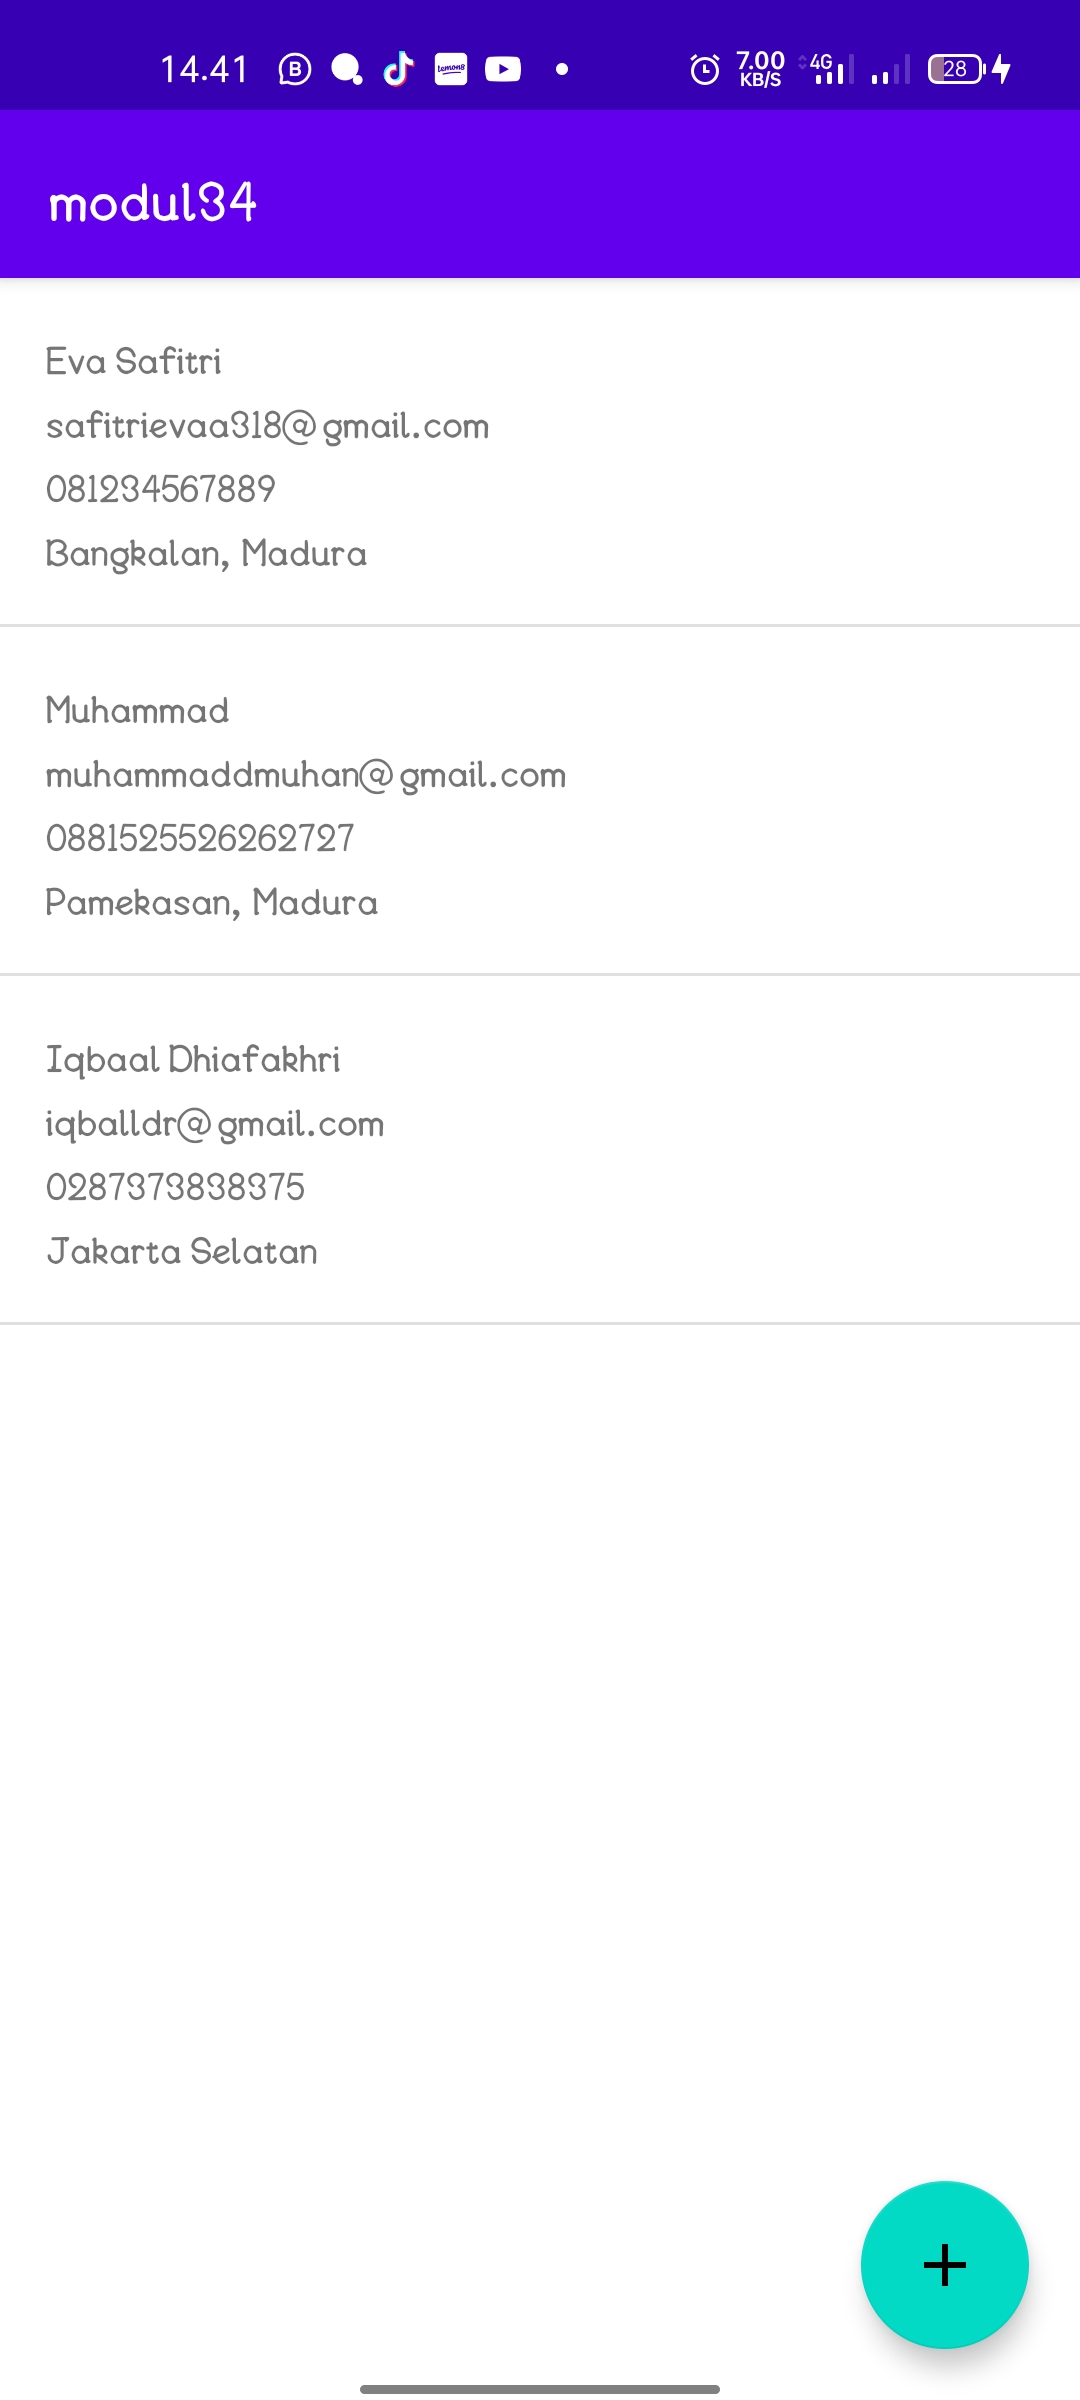 14.41
B
lemon8
7.00
KB/S
4G
28
modul34
Eva Safitri
safitrievaa318@gmail.com
081234567889
Bangkalan, Madura
Muhammad
muhammaddmuhan@gmail.com
0881525526262727
Pamekasan, Madura
Iqbaal Dhiafakhri
iqballdr@gmail.com
0287373838375
Jakarta Selatan